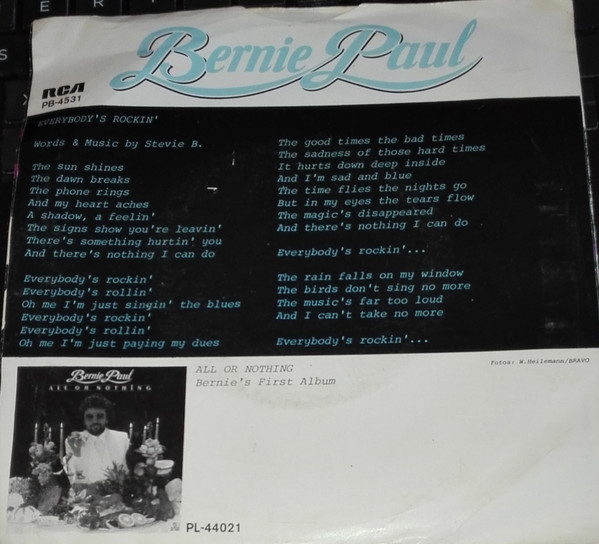 Bernie Paul
RCA
PB-4531
EVERYBODY'S ROCKIN'
Words & Music by Stevie B.
The sun shines
The dawn breaks
The phone rings
And my heart aches
A shadow, a feelin'
The signs show you're leavin'
There's something hurtin' you
And there's nothing I can do
Everybody's rockin'
Everybody's rollin'
Oh me I'm just singin' the blues
Everybody's rockin'
Everybody's rollin'
Oh me I'm just paying my dues
The good times the bad times
The sadness of those hard times
It hurts down deep inside
And I'm sad and blue
The time flies the nights go
But in my eyes the tears flow
The magic's disappeared
And there's nothing I can do
Everybody's rockin'...
The rain falls on my window
The birds don't sing no more
The music's far too loud
And I can't take no more
Everybody's rockin'...
Fotos: W.Heilemann/BRAVO
Bernie Paul
ALL OR NOTHING
ALL OR NOTHING
Bernie's First Album
PL-44021
E
R
S